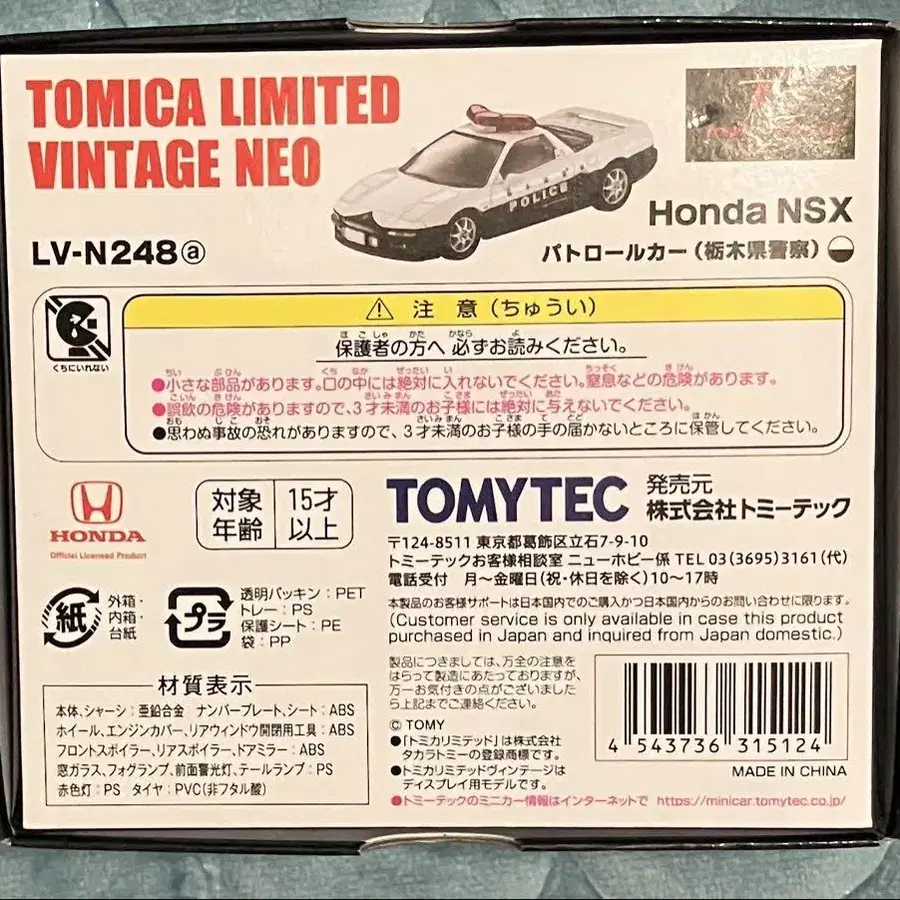 TOMICA LIMITED
VINTAGE NEO
POLICE
Honda NSX
LV-N248ⓐ
パトロールカー(栃木県警察)
くちにいれない
⚠ 注 意(ちゅうい)
保護者の方へ 必ずお読みください。
●小さな部品があります。口の中には絶対に入れないでください。窒息などの危険があります。
●誤飲の危険がありますので、3才未満のお子様には絶対に与えないでください。
●思わぬ事故の恐れがありますので、3才未満のお子様の手の届かないところに保管してください。
HONDA
Official Licensed Product
対象
年齢
15才
以上
TOMYTEC
発売元
株式会社トミーテック
〒124-8511 東京都葛飾区立石7-9-10
トミーテックお客様相談室 ニューホビー係 TEL 03(3695)3161(代)
電話受付 月〜金曜日(祝・休日を除く)10〜17時
本製品のお客様サポートは日本国内でのご購入かつ日本国内からのお問い合わせに限ります。
(Customer service is only available in case this product
purchased in Japan and inquired from Japan domestic.)
紙
外箱・
内箱・
台紙
プラ
透明パッキン:PET
トレー:PS
保護シート:PE
袋:PP
材質表示
本体、シャーシ:亜鉛合金 ナンバープレート、シート:ABS
ホイール、エンジンカバー、リアウィンドウ開閉用工具:ABS
フロントスポイラー、リアスポイラー、ドアミラー:ABS
窓ガラス、フォグランプ、前面警光灯、テールランプ:PS
赤色灯:PS タイヤ:PVC(非フタル酸)
製品につきましては、万全の注意を
はらって製造にあたっておりますが、
万一お気付きの点がございました
ら上記までご連絡ください。
© TOMY
●「トミカリミテッド」は株式会社
タカラトミーの登録商標です。
●トミカリミテッドヴィンテージは
ディスプレイ用モデルです。
●トミーテックのミニカー情報はインターネットで https://minicar.tomytec.co.jp/
4 543736 315124
MADE IN CHINA